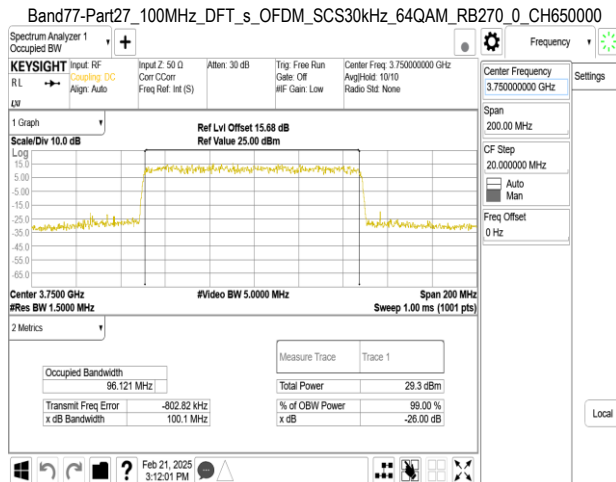 Band77-Part27_100MHz_DFT_s_OFDM_SCS30kHz_64QAM_RB270_0_CH650000
Spectrum Analyzer 1
Occupied BW
Frequency
KEYSIGHT
RL
Input: RF
Coupling: DC
Align: Auto
Input Z: 50 Ω
Corr CCorr
Freq Ref: Int (S)
Atten: 30 dB
Trig: Free Run
Gate: Off
#IF Gain: Low
Center Freq: 3.750000000 GHz
Avg|Hold: 10/10
Radio Std: None
Center Frequency
3.750000000 GHz
Settings
Span
200.00 MHz
CF Step
20.000000 MHz
Auto
Man
Freq Offset
0 Hz
Local
1 Graph
Scale/Div 10.0 dB
Ref Lvl Offset 15.68 dB
Ref Value 25.00 dBm
Log
15.0
5.00
-5.00
-15.0
-25.0
-35.0
-45.0
-55.0
-65.0
Center 3.7500 GHz
#Res BW 1.5000 MHz
#Video BW 5.0000 MHz
Span 200 MHz
Sweep 1.00 ms (1001 pts)
2 Metrics
Measure Trace
Trace 1
Occupied Bandwidth
96.121 MHz
Total Power
29.3 dBm
Transmit Freq Error
-802.82 kHz
% of OBW Power
99.00 %
x dB Bandwidth
100.1 MHz
x dB
-26.00 dB
Feb 21, 2025
3:12:01 PM